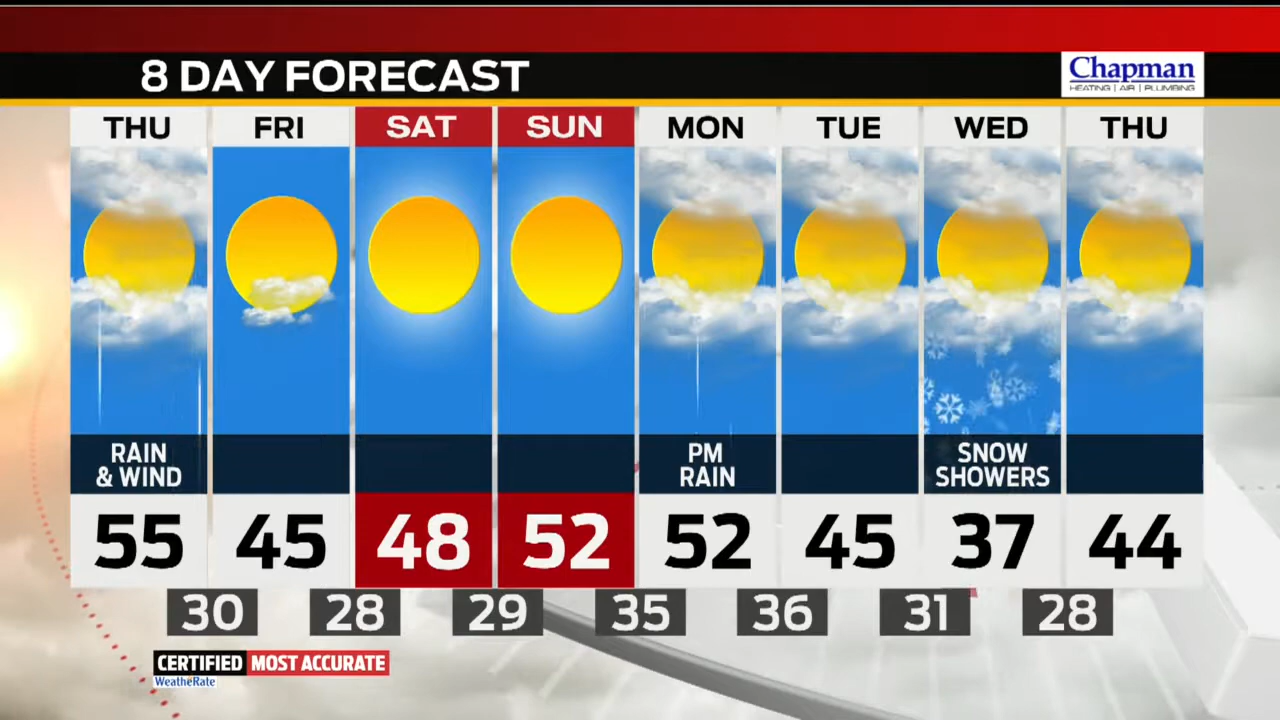 8 DAY FORECAST
Chapman
HEATING | AIR | PLUMBING
THU FRI SAT SUN MON TUE WED THU
RAIN
& WIND
PM
RAIN
SNOW
SHOWERS
55 45 48 52 52 45 37 44
30 28 29 35 36 31 28
CERTIFIED MOST ACCURATE
WeatheRate